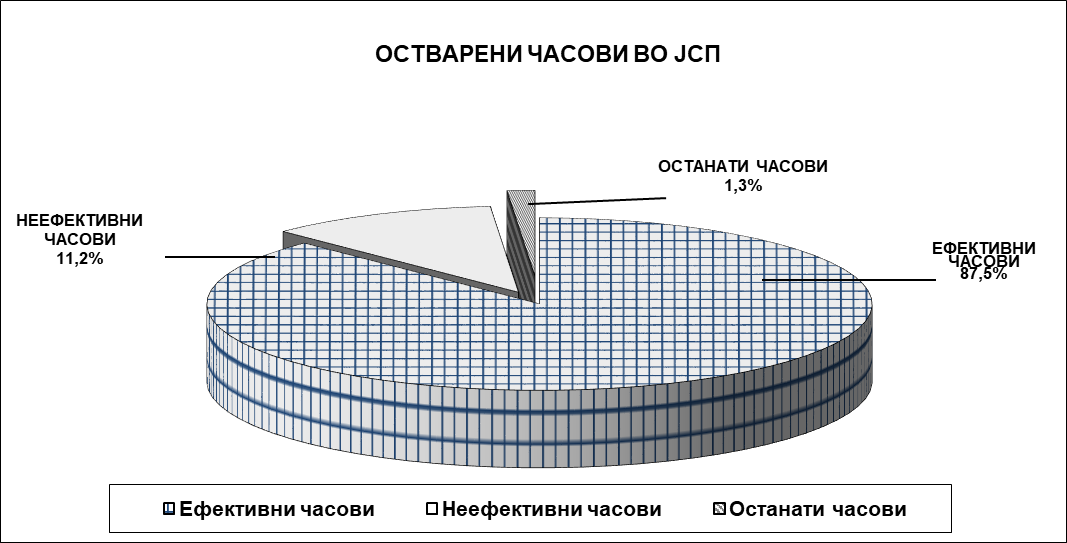 ОСТВАРЕНИ ЧАСОВИ ВО ЈСП
ОСТАНАТИ ЧАСОВИ
1,3%
НЕЕФЕКТИВНИ
ЧАСОВИ
11,2%
ЕФЕКТИВНИ
ЧАСОВИ
87,5%
Ефективни часови
Неефективни часови
Останати часови